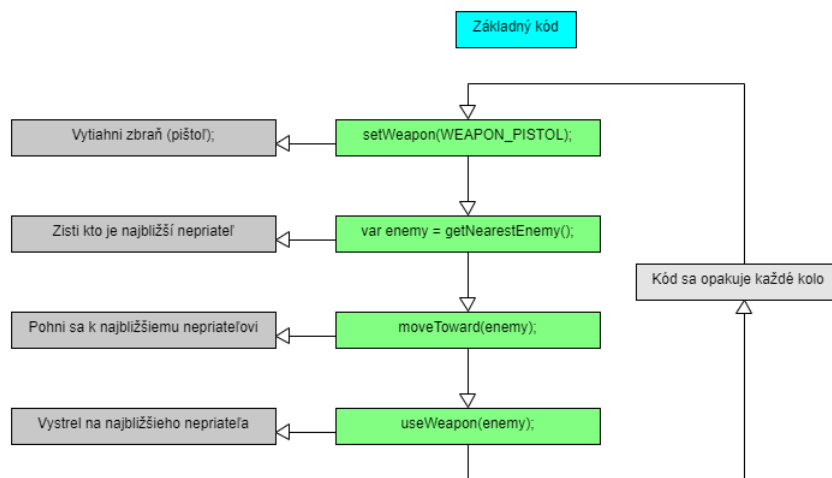 Základný kód
Vytiahni zbraň (pištoľ);
setWeapon(WEAPON_PISTOL);
Zisti kto je najbližší nepriateľ
var enemy = getNearestEnemy();
Kód sa opakuje každé kolo
Pohni sa k najbližšiemu nepriateľovi
moveToward(enemy);
Vystrel na najbližšieho nepriateľa
useWeapon(enemy);